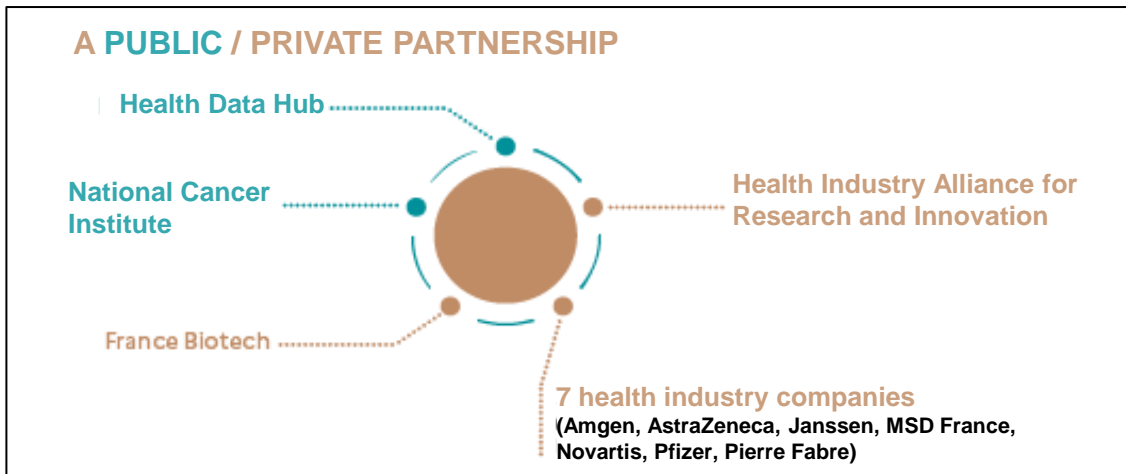 A PUBLIC / PRIVATE PARTNERSHIP
Health Data Hub
National Cancer
Institute
Health Industry Alliance for
Research and Innovation
France Biotech
7 health industry companies
(Amgen, AstraZeneca, Janssen, MSD France,
Novartis, Pfizer, Pierre Fabre)